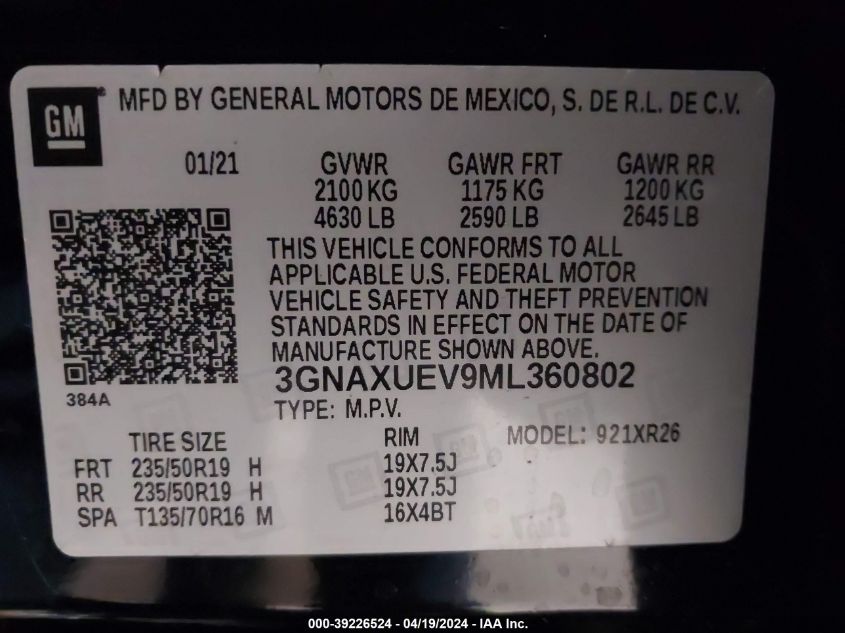 GM® MFD BY GENERAL MOTORS DE MEXICO, S. DE R.L. DE C.V.
01/21 GVWR GAWR FRT GAWR RR
2100 KG 1175 KG 1200 KG
4630 LB 2590 LB 2645 LB
THIS VEHICLE CONFORMS TO ALL
APPLICABLE U.S. FEDERAL MOTOR
VEHICLE SAFETY AND THEFT PREVENTION
STANDARDS IN EFFECT ON THE DATE OF
MANUFACTURE SHOWN ABOVE.
3GNAXUEV9ML360802
384A
TYPE: M.P.V.
TIRE SIZE RIM MODEL: 921XR26
FRT 235/50R19 H 19X7.5J
RR 235/50R19 H 19X7.5J
SPA T135/70R16 M 16X4BT
000-39226524 - 04/19/2024 - IAA Inc.